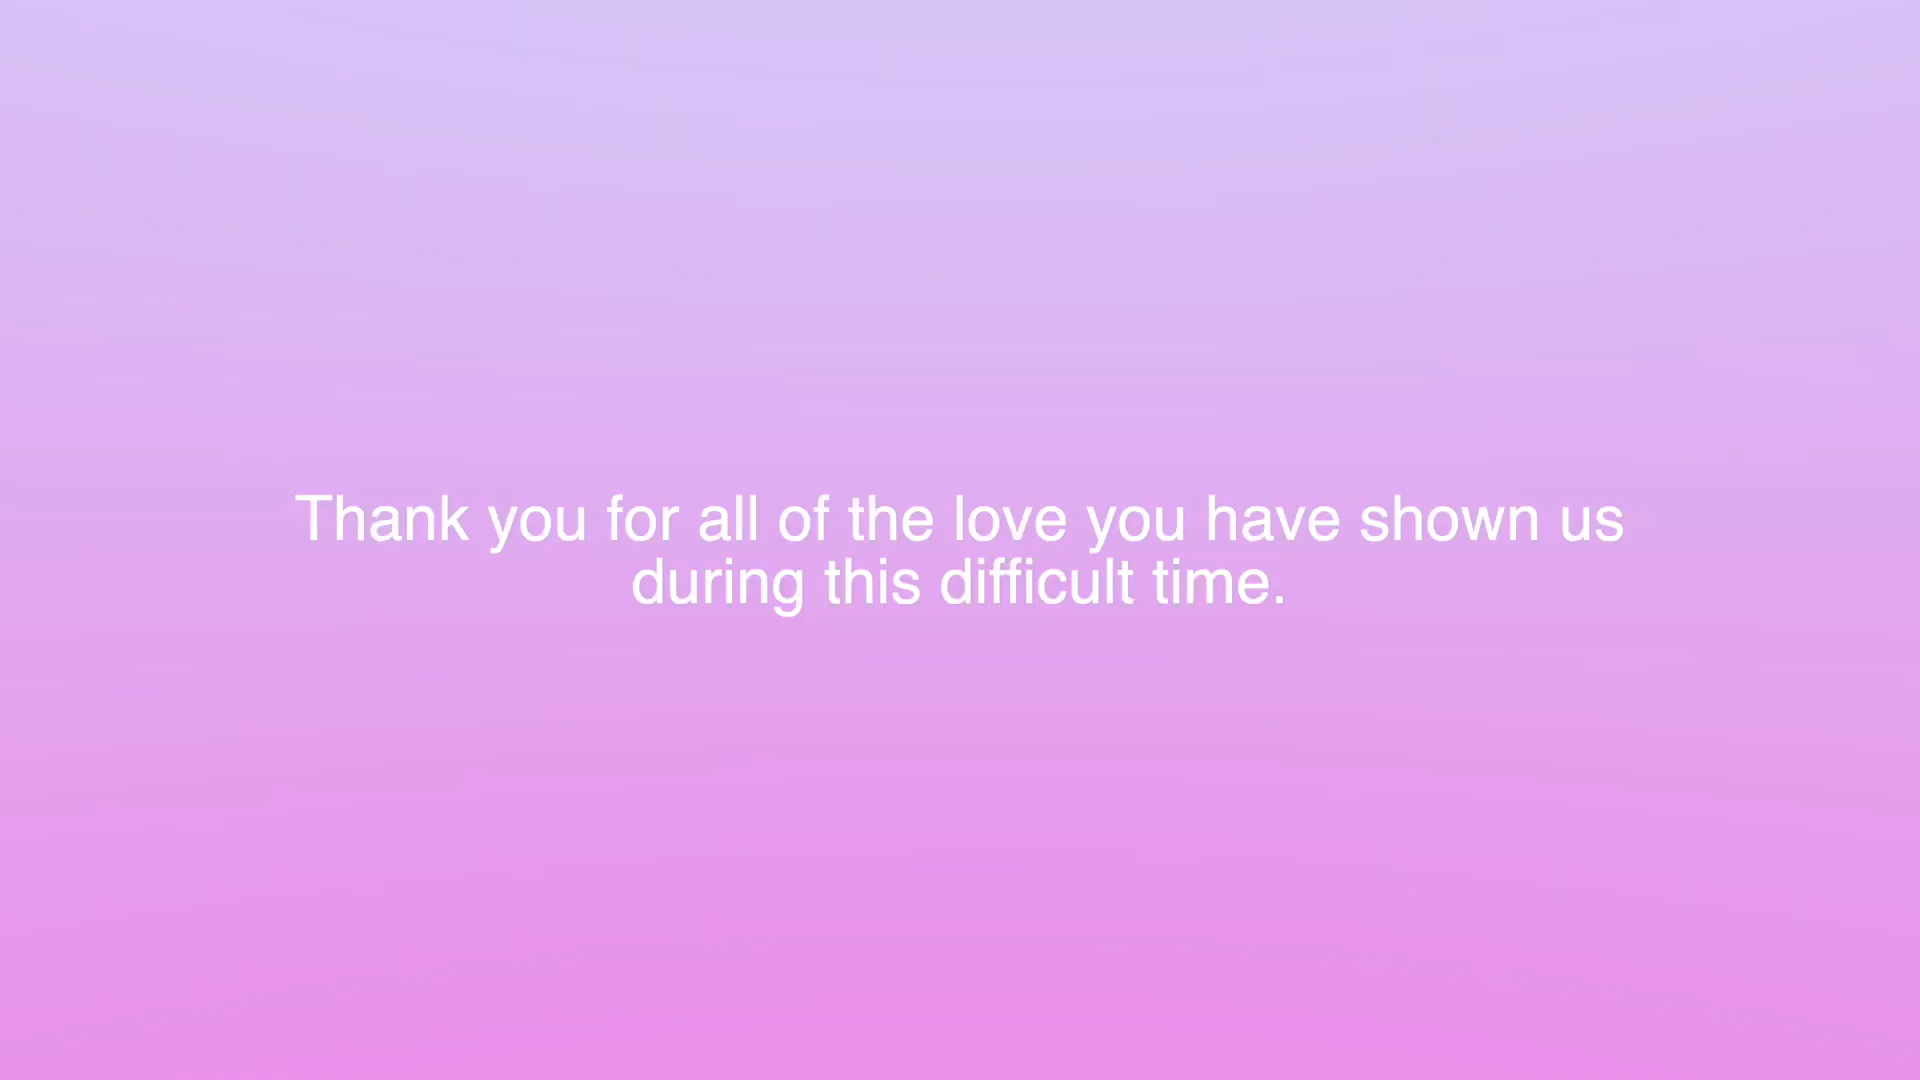 Thank you for all of the love you have shown us
during this difficult time.